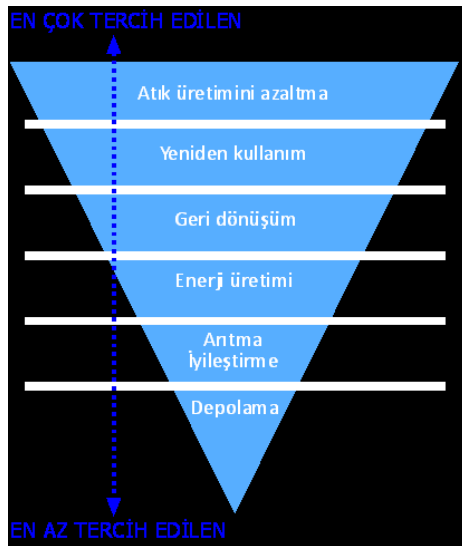 EN ÇOK TERCİH EDİLEN
Atık üretimini azaltma
Yeniden kullanım
Geri dönüşüm
Enerji üretimi
Arıtma
İyileştirme
Depolama
EN AZ TERCİH EDİLEN